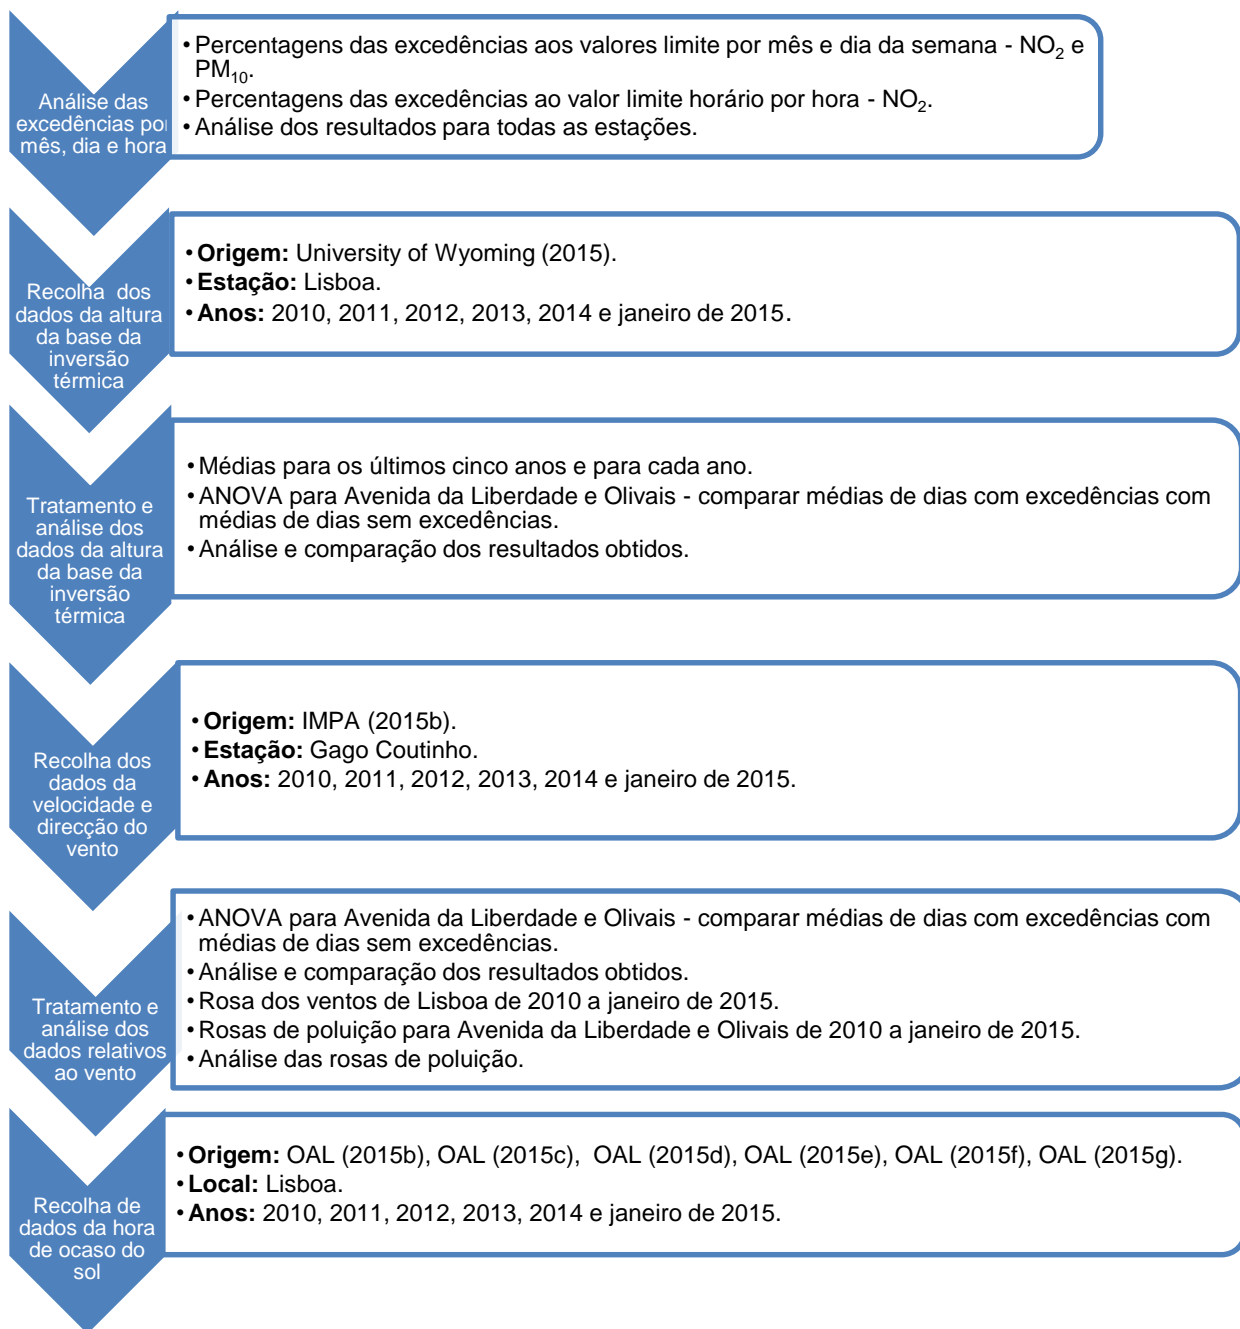 Análise das
excedências por
mês, dia e hora
• Percentagens das excedências aos valores limite por mês e dia da semana - NO2 e
PM10.
• Percentagens das excedências ao valor limite horário por hora - NO2.
• Análise dos resultados para todas as estações.
Recolha dos
dados da altura
da base da
inversão
térmica
• Origem: University of Wyoming (2015).
• Estação: Lisboa.
• Anos: 2010, 2011, 2012, 2013, 2014 e janeiro de 2015.
Tratamento e
análise dos
dados da altura
da base da
inversão
térmica
• Médias para os últimos cinco anos e para cada ano.
• ANOVA para Avenida da Liberdade e Olivais - comparar médias de dias com excedências com
médias de dias sem excedências.
• Análise e comparação dos resultados obtidos.
Recolha dos
dados da
velocidade e
direcção do
vento
• Origem: IMPA (2015b).
• Estação: Gago Coutinho.
• Anos: 2010, 2011, 2012, 2013, 2014 e janeiro de 2015.
Tratamento e
análise dos
dados relativos
ao vento
• ANOVA para Avenida da Liberdade e Olivais - comparar médias de dias com excedências com
médias de dias sem excedências.
• Análise e comparação dos resultados obtidos.
• Rosa dos ventos de Lisboa de 2010 a janeiro de 2015.
• Rosas de poluição para Avenida da Liberdade e Olivais de 2010 a janeiro de 2015.
• Análise das rosas de poluição.
Recolha de
dados da hora
de ocaso do
sol
• Origem: OAL (2015b), OAL (2015c), OAL (2015d), OAL (2015e), OAL (2015f), OAL (2015g).
• Local: Lisboa.
• Anos: 2010, 2011, 2012, 2013, 2014 e janeiro de 2015.